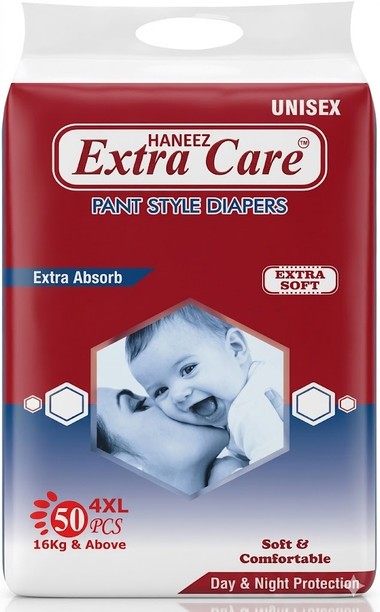 UNISEX
HANEEZ
Extra Care™
PANT STYLE DIAPERS
Extra Absorb
EXTRA
SOFT
4XL
50 PCS
16Kg & Above
Soft &
Comfortable
Day & Night Protection